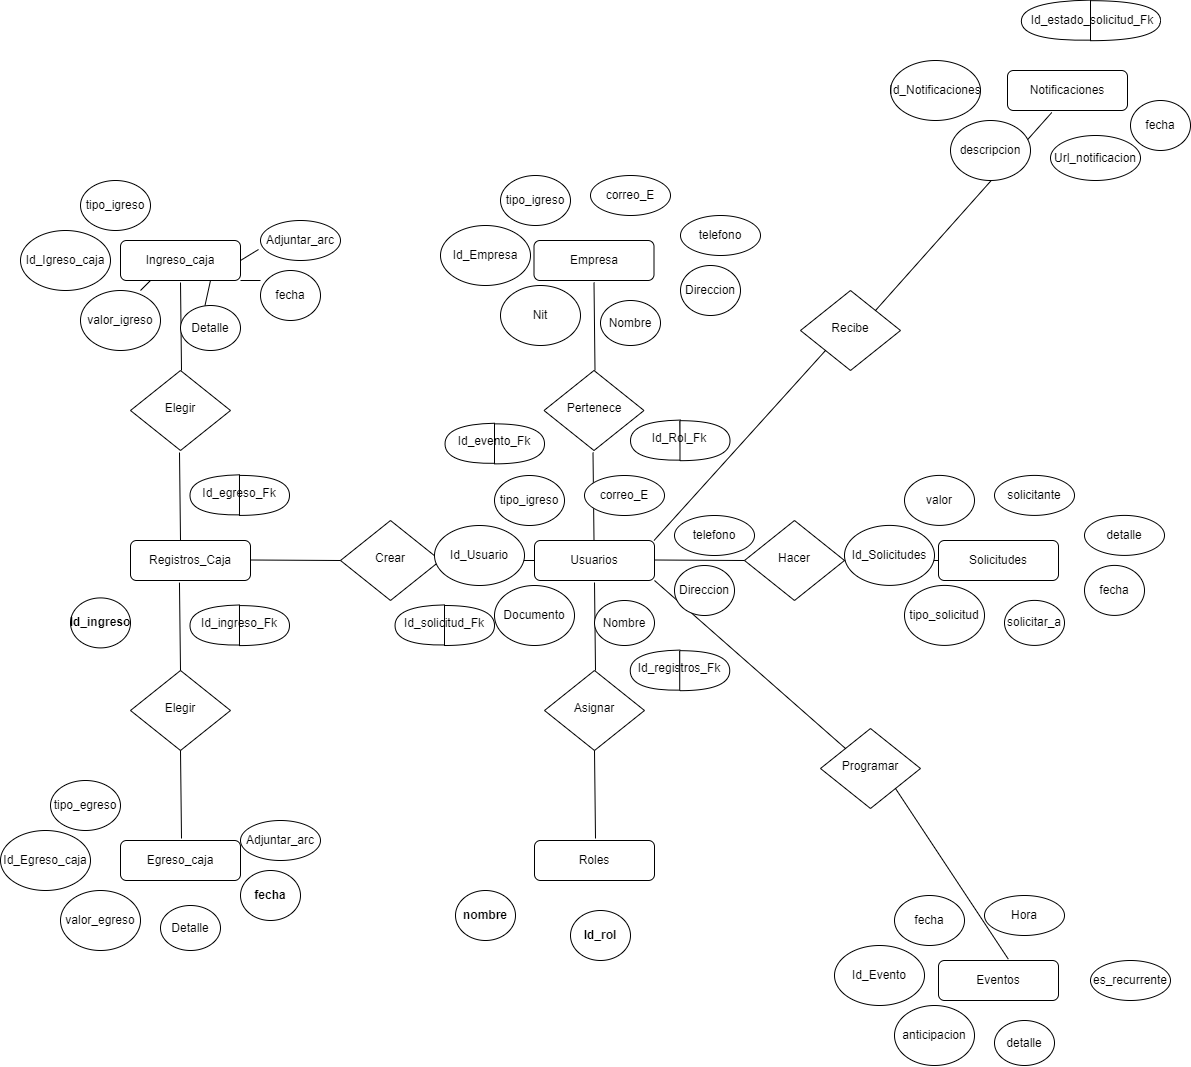 Id_estado_solicitud_Fk
Id_Notificaciones
Notificaciones
fecha
descripcion
Url_notificacion
tipo_igreso
Id_Igreso_caja
Ingreso_caja
Adjuntar_arc
fecha
valor_igreso
Detalle
tipo_igreso
correo_E
telefono
Id_Empresa
Empresa
Direccion
Nit
Nombre
Recibe
Elegir
Pertenece
Id_evento_Fk
Id_Rol_Fk
Id_egreso_Fk
tipo_igreso
correo_E
valor
solicitante
telefono
detalle
Registros_Caja
Crear
Id_Usuario
Usuarios
Hacer
Id_Solicitudes
Solicitudes
Direccion
fecha
Id_ingreso
Id_ingreso_Fk
Id_solicitud_Fk
Documento
Nombre
tipo_solicitud
solicitar_a
Id_registros_Fk
Elegir
Asignar
Programar
tipo_egreso
Id_Egreso_caja
Egreso_caja
Adjuntar_arc
Roles
fecha
valor_egreso
Detalle
nombre
Id_rol
fecha
Hora
Id_Evento
Eventos
es_recurrente
anticipacion
detalle